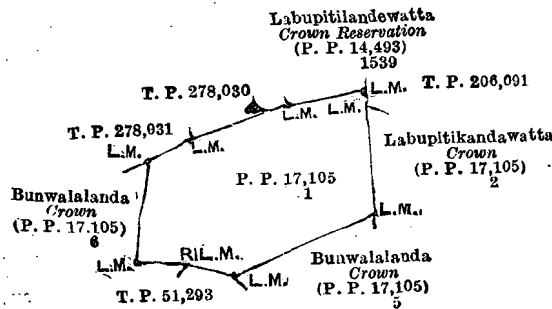 Labupitilandewatta
Crown Reservation
(P. P. 14,493)
1539
T. P. 278,030
L.M.
T. P. 206,091
L.M.
L.M.
T. P. 278,031
L.M.
L.M.
Labupitikandawatta
Crown
(P. P. 17,105)
2
P. P. 17,105
1
Bunwalalanda
Crown
(P. P. 17.105)
6
L.M.
RIL.M.
L.M.
L.M.
Bunwalalanda
Crown
(P. P. 17,105)
5
T. P. 51,293